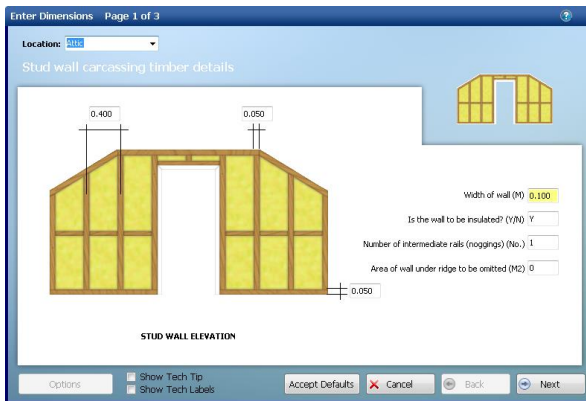 Enter Dimensions Page 1 of 3
Location: Attic
Stud wall carcassing timber details
0.400
0.050
Width of wall (M) 0.100
Is the wall to be insulated? (Y/N) Y
Number of intermediate rails (noggings) (No.) 1
Area of wall under ridge to be omitted (M2) 0
0.050
STUD WALL ELEVATION
Options
Show Tech Tip
Show Tech Labels
Accept Defaults
Cancel
Back
Next